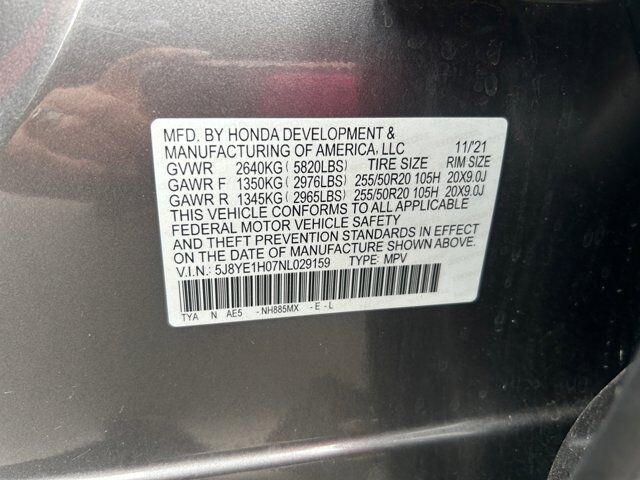 MFD. BY HONDA DEVELOPMENT &
MANUFACTURING OF AMERICA, LLC 11/'21
GVWR 2640KG ( 5820LBS) TIRE SIZE RIM SIZE
GAWR F 1350KG ( 2976LBS) 255/50R20 105H 20X9.0J
GAWR R 1345KG ( 2965LBS) 255/50R20 105H 20X9.0J
THIS VEHICLE CONFORMS TO ALL APPLICABLE
FEDERAL MOTOR VEHICLE SAFETY
AND THEFT PREVENTION STANDARDS IN EFFECT
ON THE DATE OF MANUFACTURE SHOWN ABOVE.
V.I.N.: 5J8YE1H07NL029159 TYPE: MPV
TYA N AE5 -NH885MX -E-L